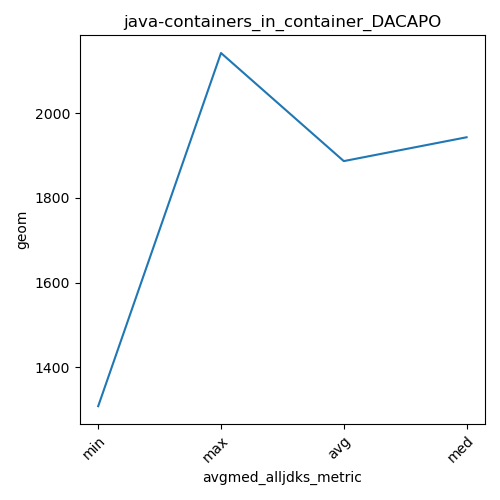 java-containers_in_container_DACAPO
geom
2000
1800
1600
1400
min
max
avg
med
avgmed_alljdks_metric